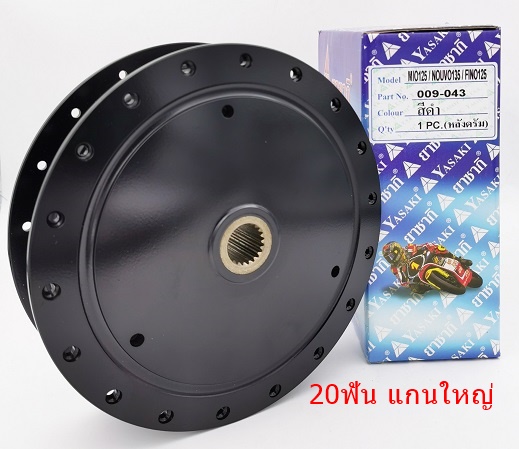 Model MIO125 / NOUVO135 / FINO125
Part No. 009-043
Colour สีดำ
Q'ty 1 PC.(หลังดรัม)
YASAKI
ยาซากิ
YASAKI
ยาซากิ
20ฟัน แกนใหญ่